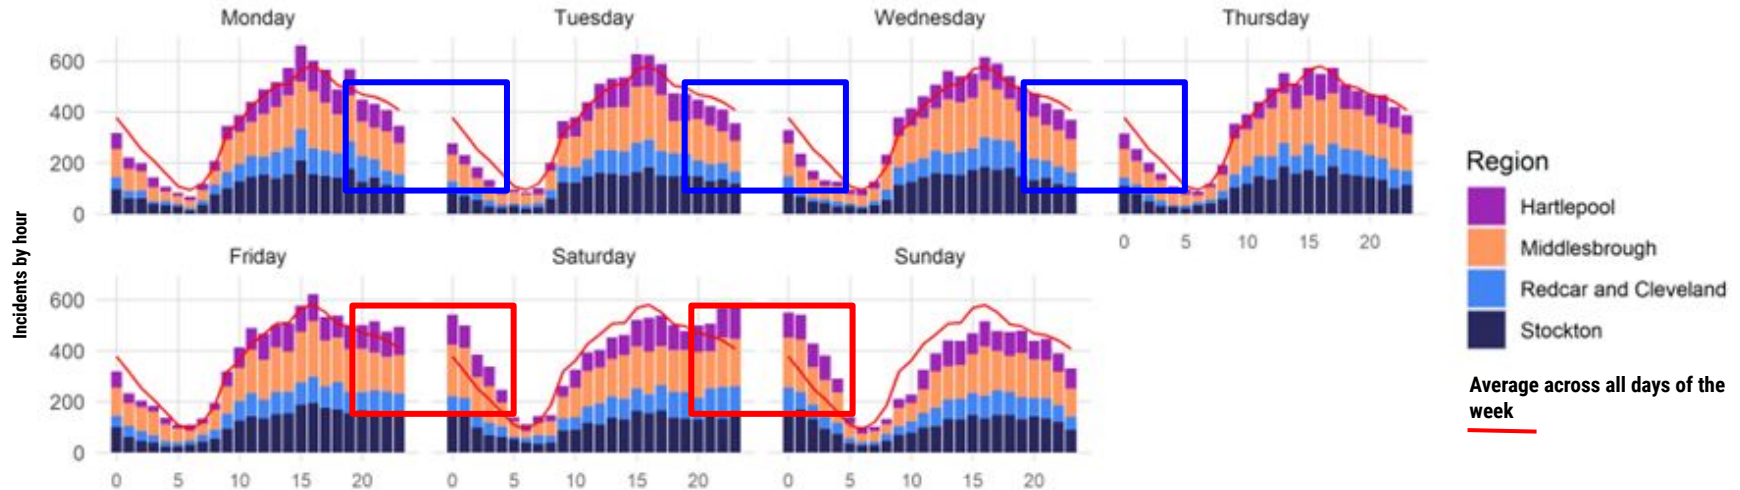 Monday
Tuesday
Wednesday
Thursday
600
400
200
0
0 5 10 15 20
Incidents by hour
Friday
Saturday
Sunday
600
400
200
0
0 5 10 15 20
0 5 10 15 20
0 5 10 15 20
Region
Hartlepool
Middlesbrough
Redcar and Cleveland
Stockton
Average across all days of the
week